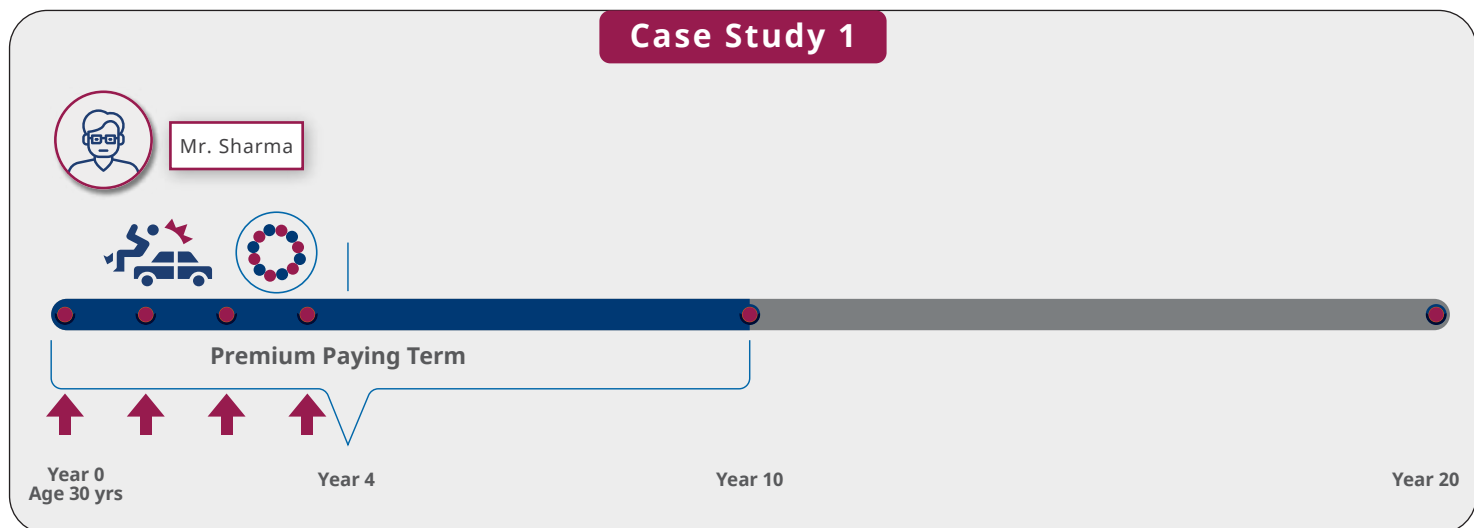 Case Study 1
Mr. Sharma
Premium Paying Term
Year 0
Age 30 yrs
Year 4
Year 10
Year 20